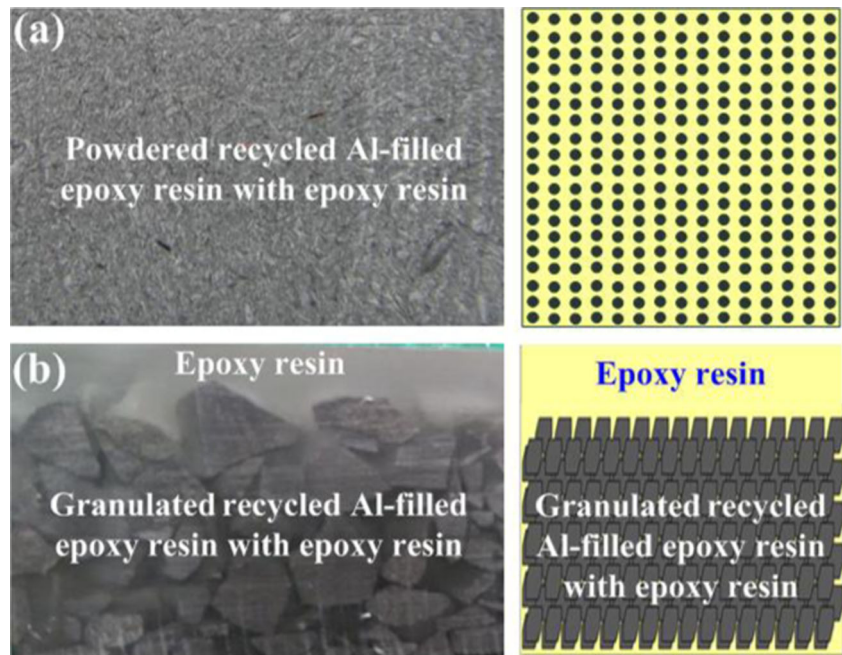 (a)
Powdered recycled Al-filled
epoxy resin with epoxy resin
(b)
Epoxy resin
Granulated recycled Al-filled
epoxy resin with epoxy resin
Epoxy resin
Granulated recycled
Al-filled epoxy resin
with epoxy resin